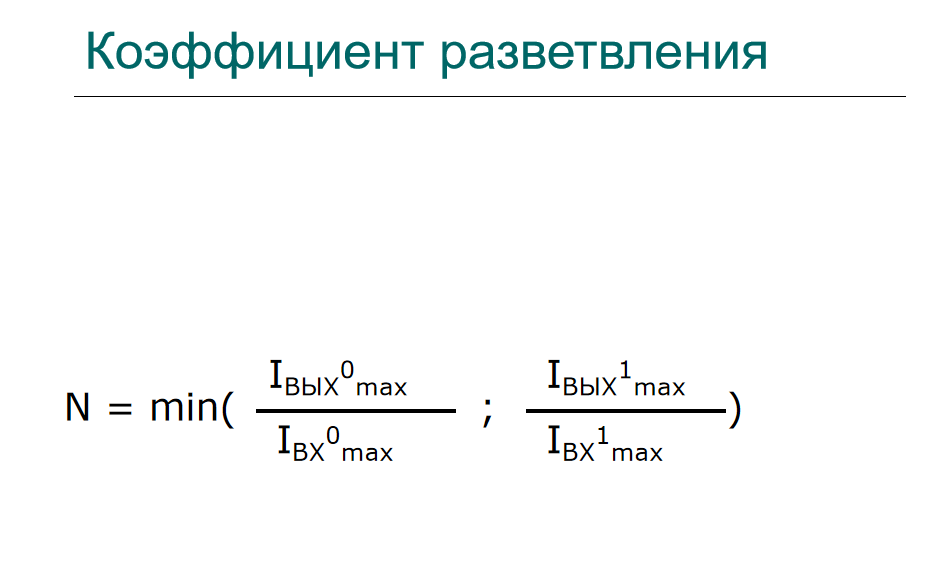 Коэффициент разветвления
N = min( IВЫХ⁰max / IВХ⁰max ; IВЫХ¹max / IВХ¹max )